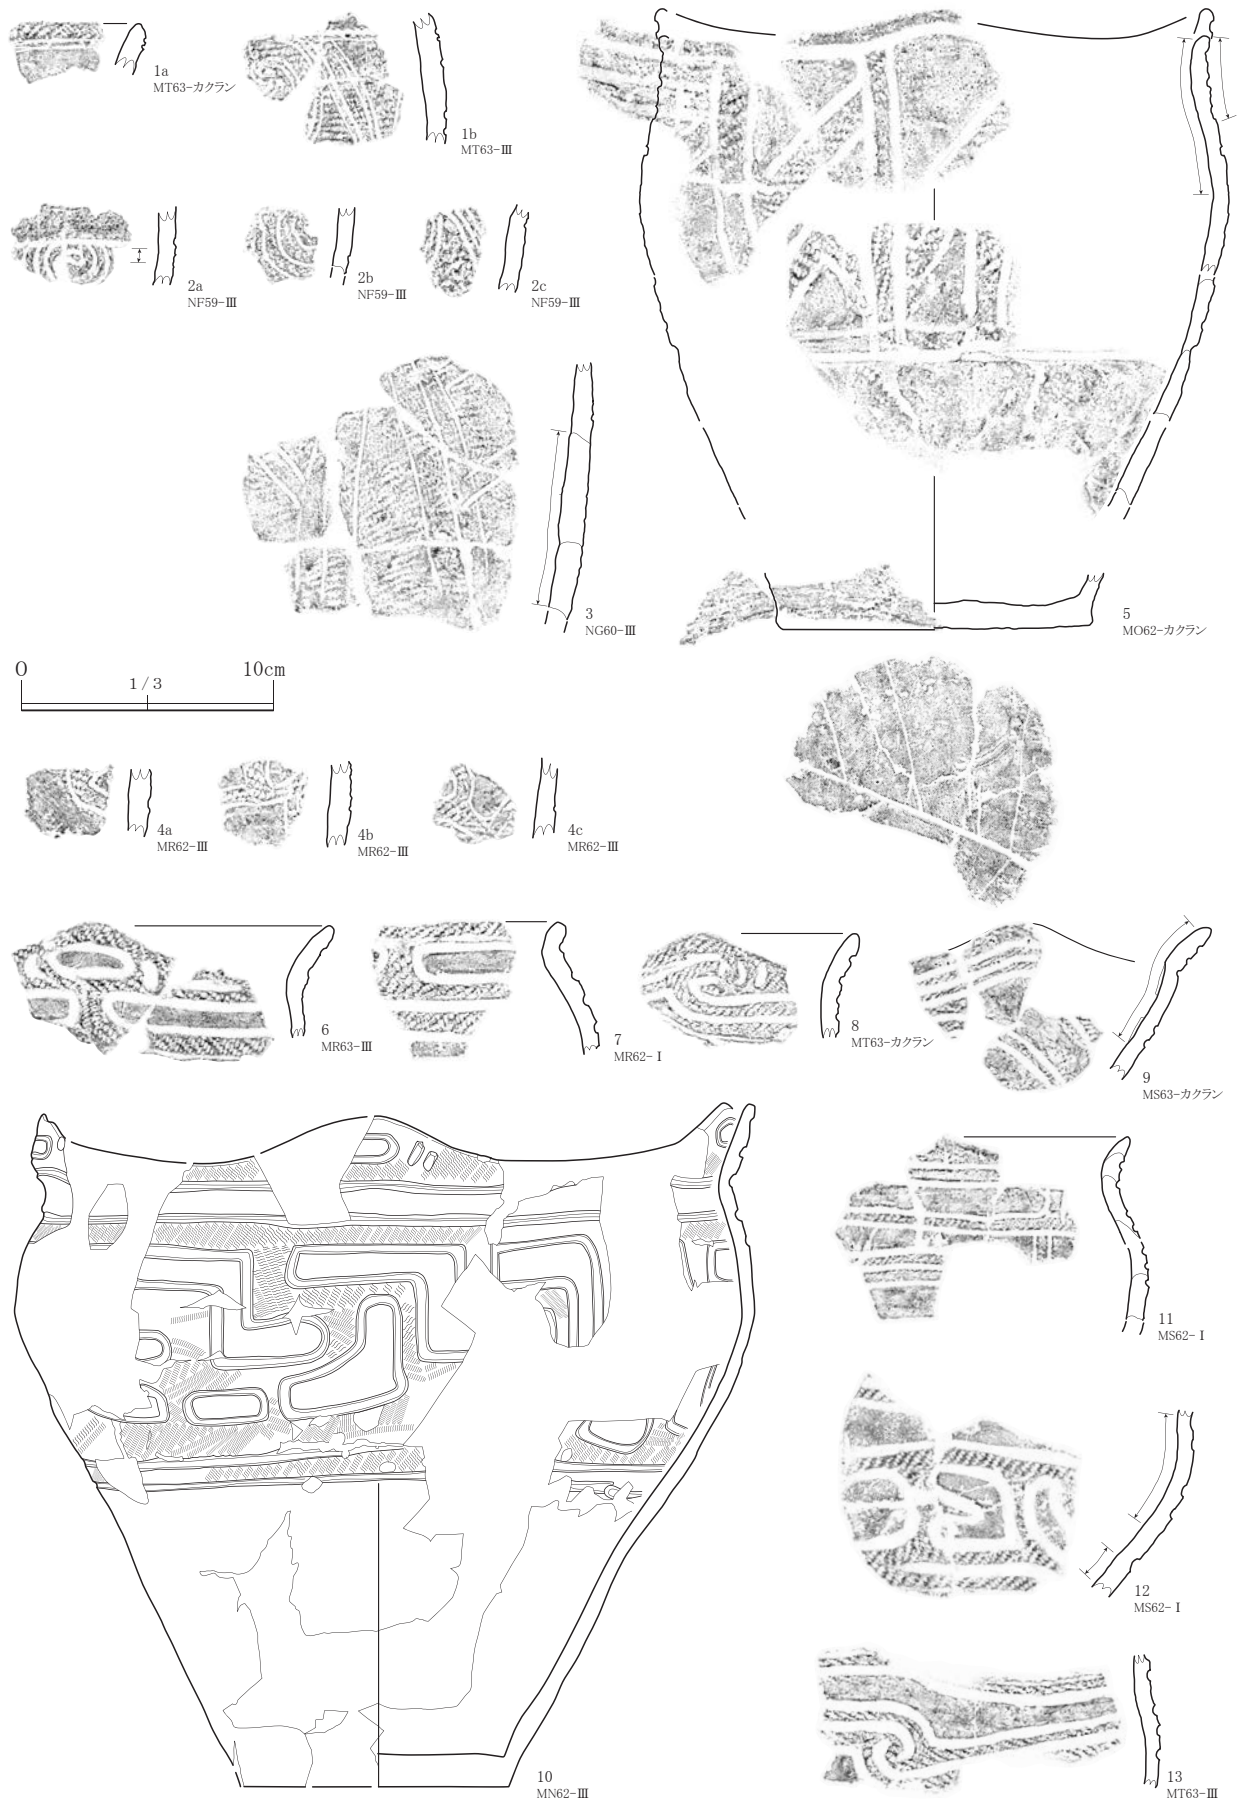 1a
MT63-カクラン
1b
MT63-Ⅲ
2a
NF59-Ⅲ
2b
NF59-Ⅲ
2c
NF59-Ⅲ
3
NG60-Ⅲ
5
MO62-カクラン
0 10cm
1/3
4a
MR62-Ⅲ
4b
MR62-Ⅲ
4c
MR62-Ⅲ
6
MR63-Ⅲ
7
MR62-Ⅰ
8
MT63-カクラン
9
MS63-カクラン
10
MN62-Ⅲ
11
MS62-Ⅰ
12
MS62-Ⅰ
13
MT63-Ⅲ